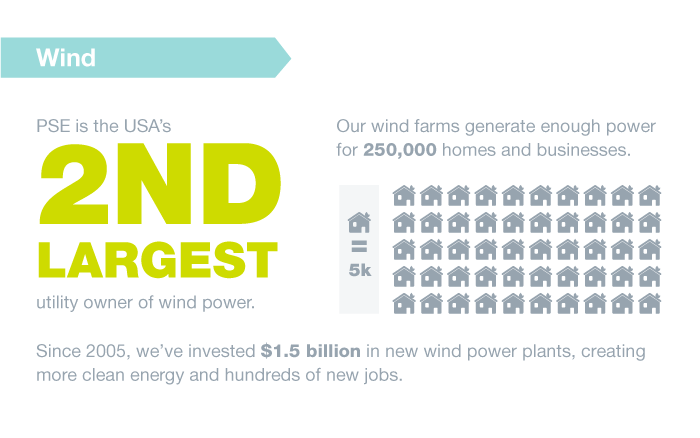 Wind
PSE is the USA's
2ND
LARGEST
utility owner of wind power.
Our wind farms generate enough power
for 250,000 homes and businesses.
=
5k
Since 2005, we've invested $1.5 billion in new wind power plants, creating
more clean energy and hundreds of new jobs.